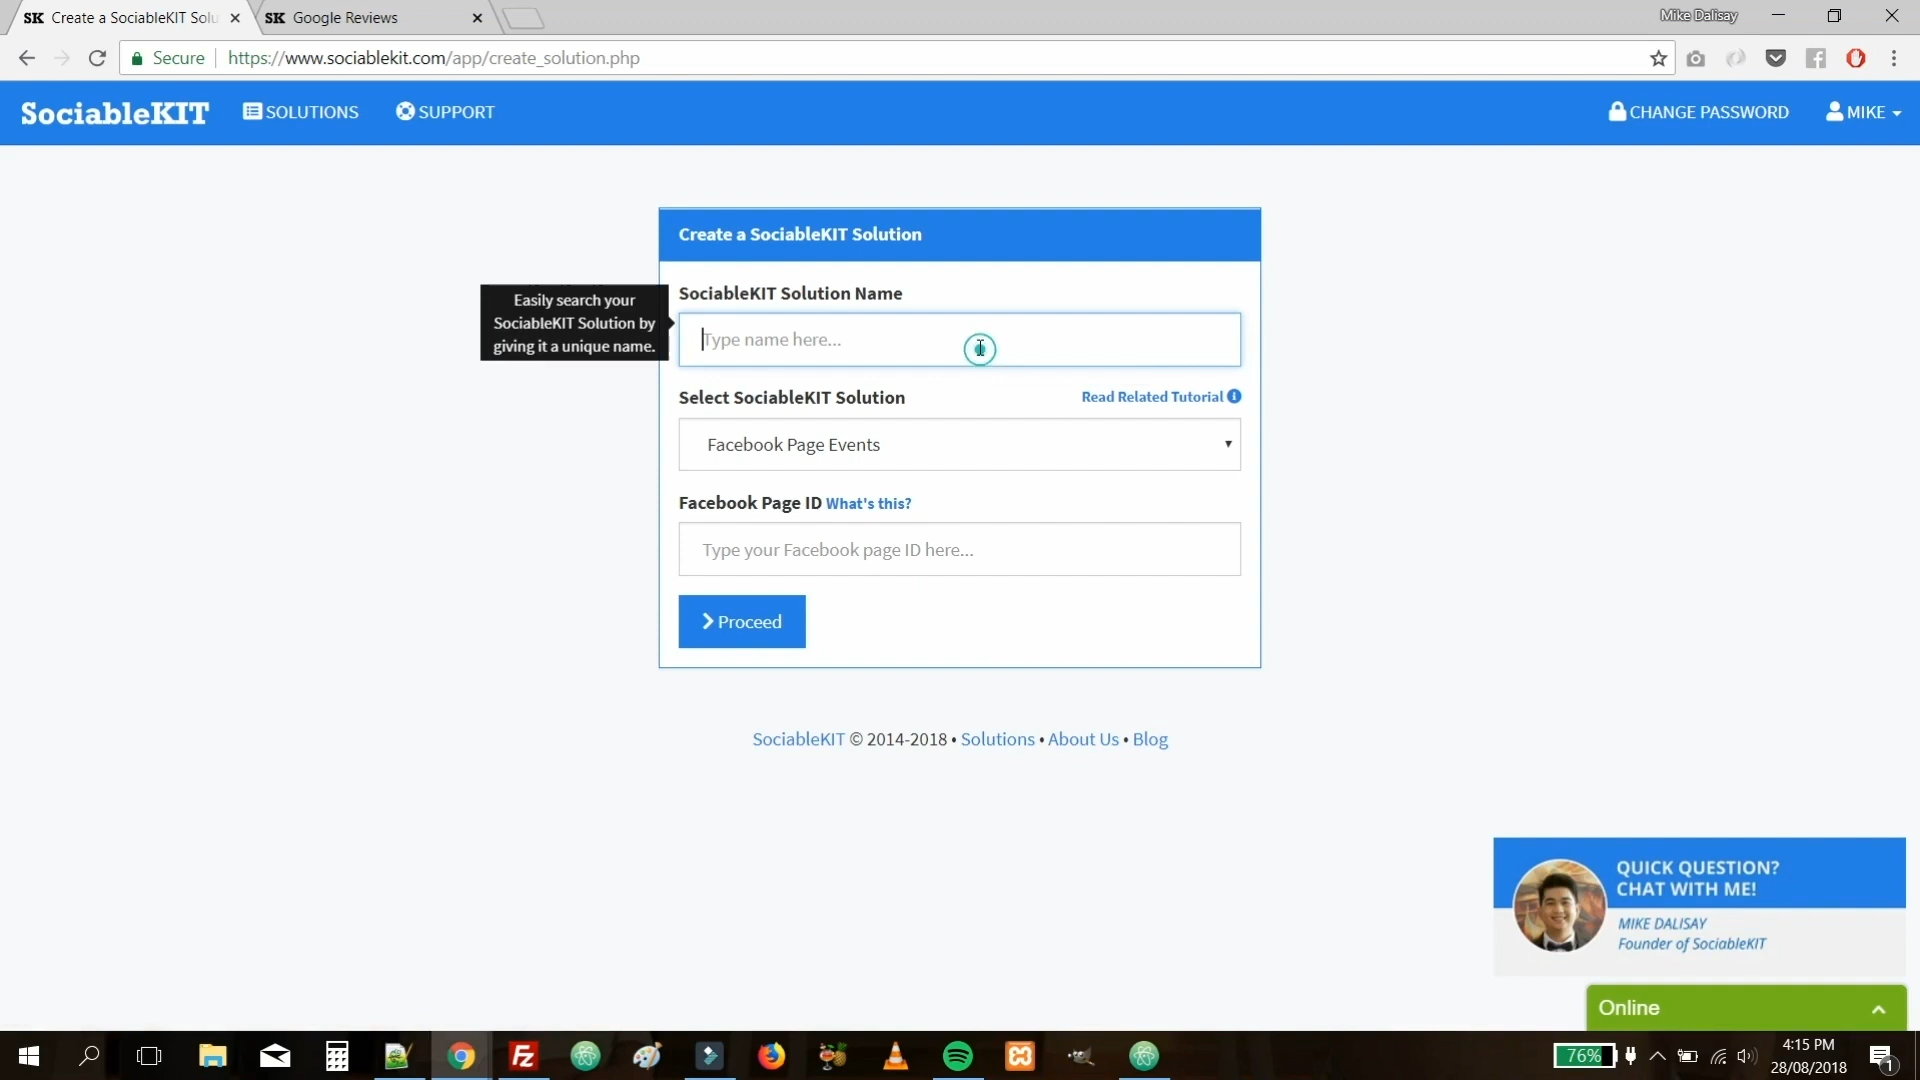 SK Create a SociableKIT Solu
SK Google Reviews
Mike Dalisay
Secure
https://www.sociablekit.com/app/create_solution.php
SociableKIT
SOLUTIONS
SUPPORT
CHANGE PASSWORD
MIKE
Create a SociableKIT Solution
Easily search your
SociableKIT Solution by
giving it a unique name.
SociableKIT Solution Name
Type name here...
Select SociableKIT Solution
Read Related Tutorial
Facebook Page Events
Facebook Page ID What's this?
Type your Facebook page ID here...
Proceed
SociableKIT © 2014-2018 • Solutions • About Us • Blog
QUICK QUESTION?
CHAT WITH ME!
MIKE DALISAY
Founder of SociableKIT
Online
76%
4:15 PM
28/08/2018
1